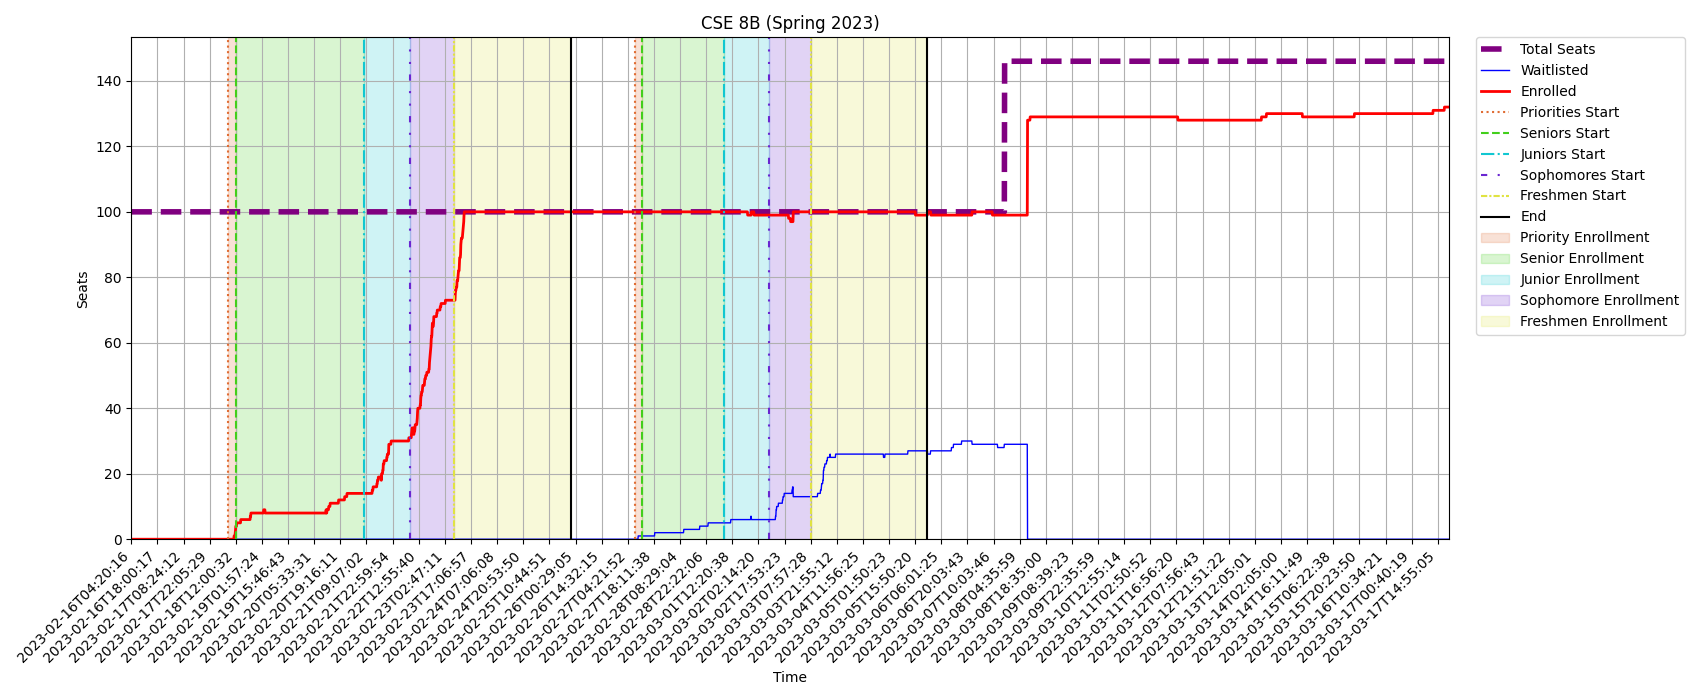 CSE 8B (Spring 2023)
Seats
140
120
100
80
60
40
20
0
2023-02-16T04:20:16
2023-02-16T18:00:17
2023-02-17T08:24:12
2023-02-17T22:05:29
2023-02-18T12:00:32
2023-02-19T01:57:24
2023-02-19T15:46:43
2023-02-20T05:33:31
2023-02-20T19:16:11
2023-02-21T09:07:02
2023-02-21T22:59:54
2023-02-22T12:55:40
2023-02-23T02:47:11
2023-02-23T17:06:57
2023-02-24T07:06:08
2023-02-24T20:53:50
2023-02-25T10:44:51
2023-02-26T00:29:05
2023-02-26T14:32:15
2023-02-27T04:21:52
2023-02-27T18:11:38
2023-02-28T08:29:04
2023-02-28T22:22:06
2023-03-01T12:20:38
2023-03-02T02:14:20
2023-03-02T17:53:23
2023-03-03T07:57:28
2023-03-03T21:55:12
2023-03-04T11:56:25
2023-03-05T01:50:23
2023-03-05T15:50:20
2023-03-06T06:01:25
2023-03-06T20:03:43
2023-03-07T10:03:46
2023-03-08T04:35:59
2023-03-08T18:35:00
2023-03-09T08:39:23
2023-03-09T22:35:59
2023-03-10T12:55:14
2023-03-11T02:50:52
2023-03-11T16:56:20
2023-03-12T07:56:43
2023-03-12T21:51:22
2023-03-13T12:05:01
2023-03-14T02:05:00
2023-03-14T16:11:49
2023-03-15T06:22:38
2023-03-15T20:23:50
2023-03-16T10:34:21
2023-03-17T00:40:19
2023-03-17T14:55:05
Time
Total Seats
Waitlisted
Enrolled
Priorities Start
Seniors Start
Juniors Start
Sophomores Start
Freshmen Start
End
Priority Enrollment
Senior Enrollment
Junior Enrollment
Sophomore Enrollment
Freshmen Enrollment